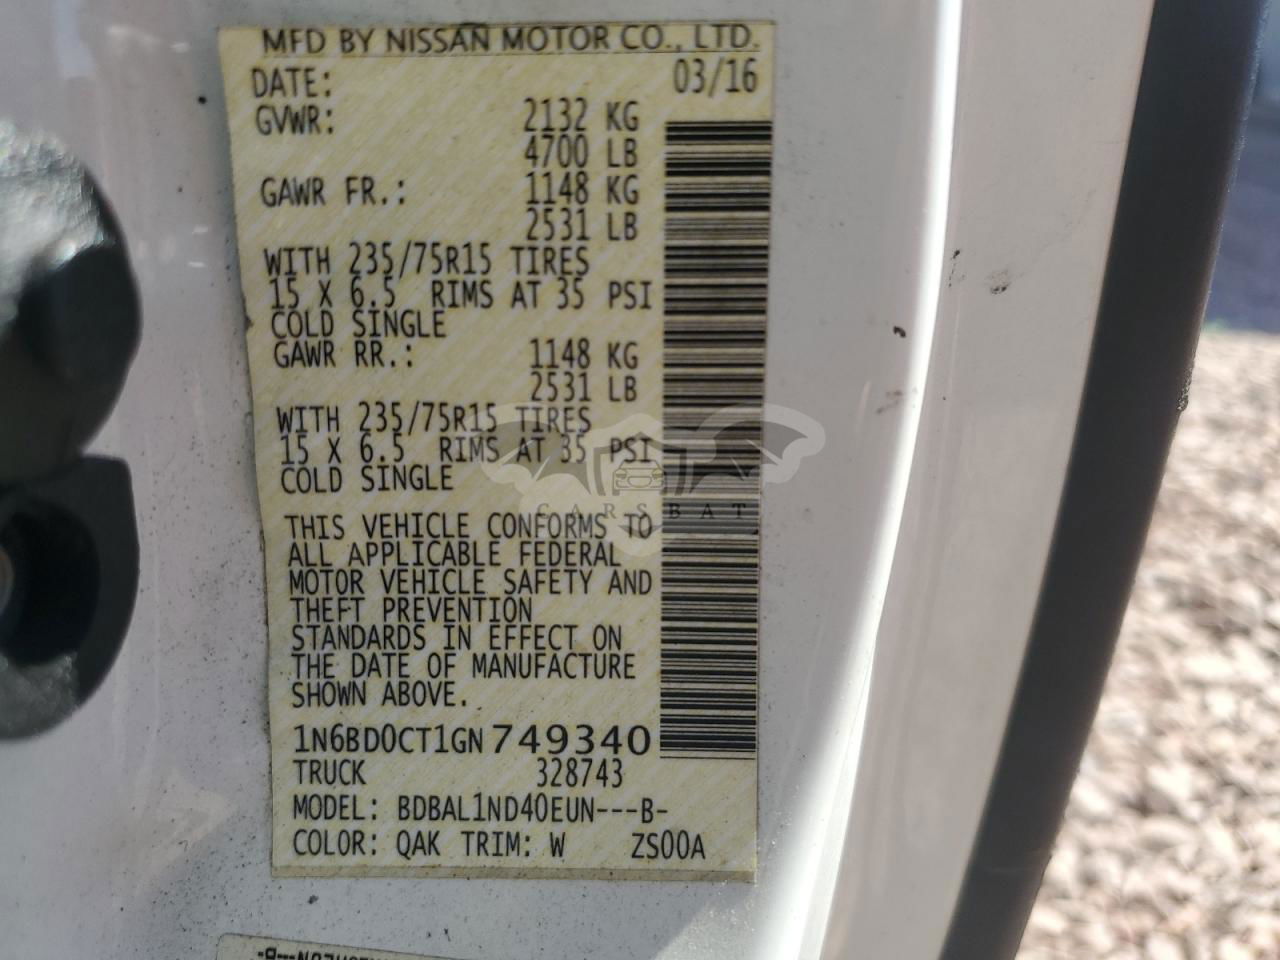 MFD BY NISSAN MOTOR CO., LTD.
DATE: 03/16
GVWR: 2132 KG
4700 LB
GAWR FR.: 1148 KG
2531 LB
WITH 235/75R15 TIRES
15 X 6.5 RIMS AT 35 PSI
COLD SINGLE
GAWR RR.: 1148 KG
2531 LB
WITH 235/75R15 TIRES
15 X 6.5 RIMS AT 35 PSI
COLD SINGLE
CARSBAT
THIS VEHICLE CONFORMS TO
ALL APPLICABLE FEDERAL
MOTOR VEHICLE SAFETY AND
THEFT PREVENTION
STANDARDS IN EFFECT ON
THE DATE OF MANUFACTURE
SHOWN ABOVE.
1N6BD0CT1GN749340
TRUCK 328743
MODEL: BDBAL1ND40EUN---B-
COLOR: QAK TRIM: W ZS00A